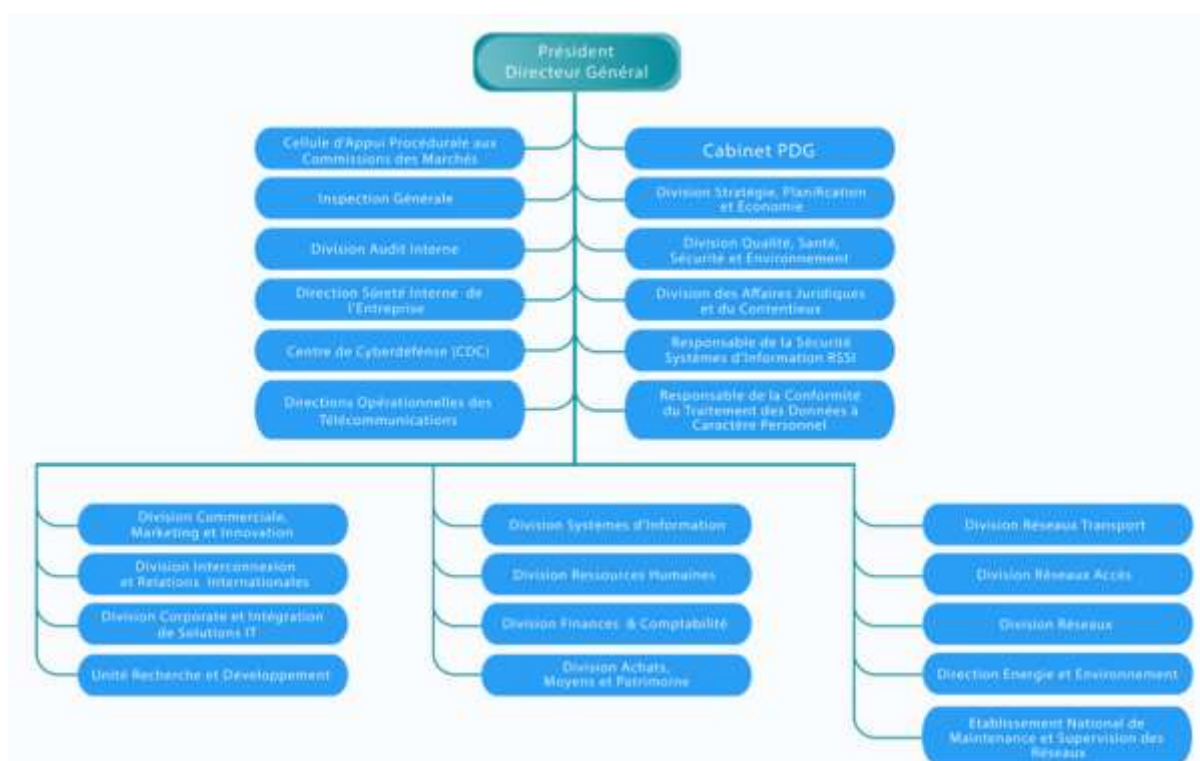 Président
Directeur Général
Cellule d'Appui Procédurale aux
Commissions des Marchés
Cabinet PDG
Inspection Générale
Division Stratégie, Planification
et Économie
Division Audit Interne
Division Qualité, Santé,
Sécurité et Environnement
Direction Sûreté Interne de
l'Entreprise
Division des Affaires Juridiques
et du Contentieux
Centre de Cyberdéfense (CDC)
Responsable de la Sécurité
Systèmes d'Information RSSI
Directions Opérationnelles des
Télécommunications
Responsable de la Conformité
du Traitement des Données à
Caractère Personnel
Division Commerciale,
Marketing et Innovation
Division Interconnexion
et Relations Internationales
Division Corporate et Intégration
de Solutions IT
Unité Recherche et Développement
Division Systèmes d'Information
Division Ressources Humaines
Division Finances & Comptabilité
Division Achats,
Moyens et Patrimoine
Division Réseaux Transport
Division Réseaux Accès
Division Réseaux
Direction Energie et Environnement
Etablissement National de
Maintenance et Supervision des
Réseaux